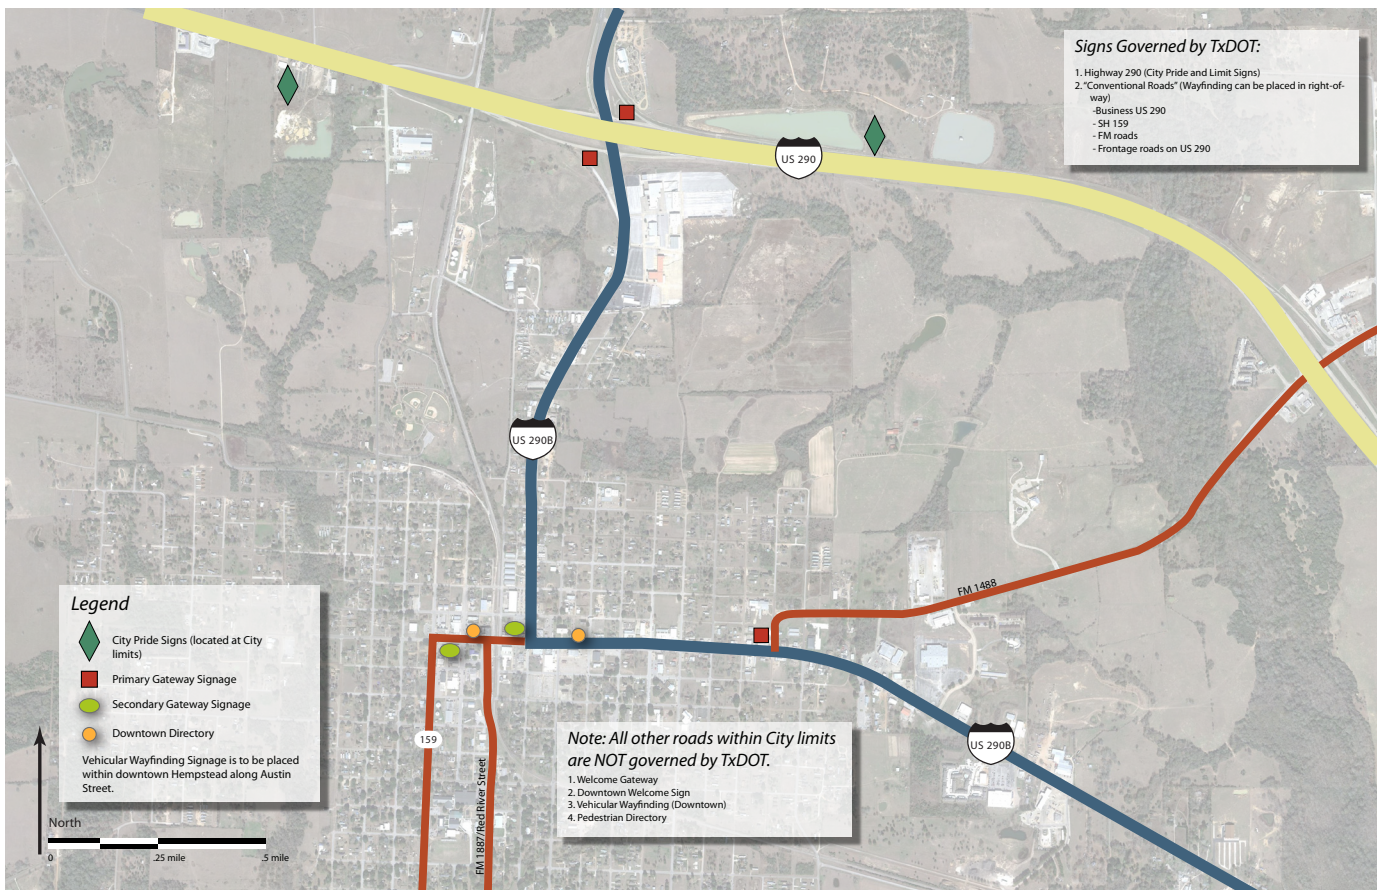 Signs Governed by TxDOT:
1. Highway 290 (City Pride and Limit Signs)
2. "Conventional Roads" (Wayfinding can be placed in right-of-
way)
-Business US 290
- SH 159
- FM roads
- Frontage roads on US 290
US 290
US 290B
FM 1488
Legend
City Pride Signs (located at City
limits)
Primary Gateway Signage
Secondary Gateway Signage
Downtown Directory
Vehicular Wayfinding Signage is to be placed
within downtown Hempstead along Austin
Street.
159
FM 1887/Red River Street
US 290B
Note: All other roads within City limits
are NOT governed by TxDOT.
1. Welcome Gateway
2. Downtown Welcome Sign
3. Vehicular Wayfinding (Downtown)
4. Pedestrian Directory
North
0 .25 mile .5 mile